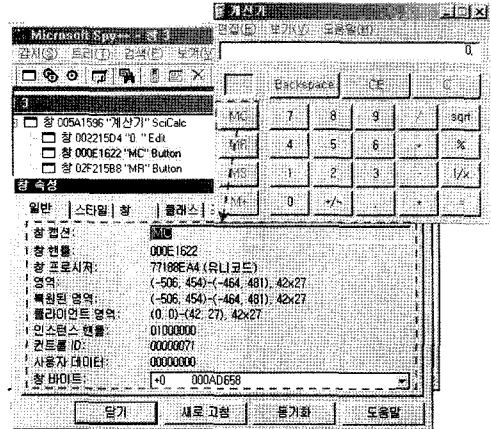 Microsoft Spy++ - 창 3
감시(S) 트리(T) 검색(E) 보기(V)
3
창 005A1596 "계산기" SciCalc
창 002215D4 "0. " Edit
창 000E1622 "MC" Button
창 02F215B8 "MR" Button
계산기
편집(E) 보기(V) 도움말(H)
0.
Backspace CE C
MC 7 8 9 / sqrt
MR 4 5 6 * %
MS 1 2 3 - 1/x
M+ 0 +/- . + =
창 속성
일반 스타일 창 클래스
창 캡션: MC
창 핸들: 000E1622
창 프로시저: 77188EA4 (유니코드)
영역: (-506, 454)-(-464, 481), 42x27
복원된 영역: (-506, 454)-(-464, 481), 42x27
클라이언트 영역: (0, 0)-(42, 27), 42x27
인스턴스 핸들: 01000000
컨트롤 ID: 00000071
사용자 데이터: 00000000
창 바이트: +0 000AD658
닫기 새로 고침 동기화 도움말